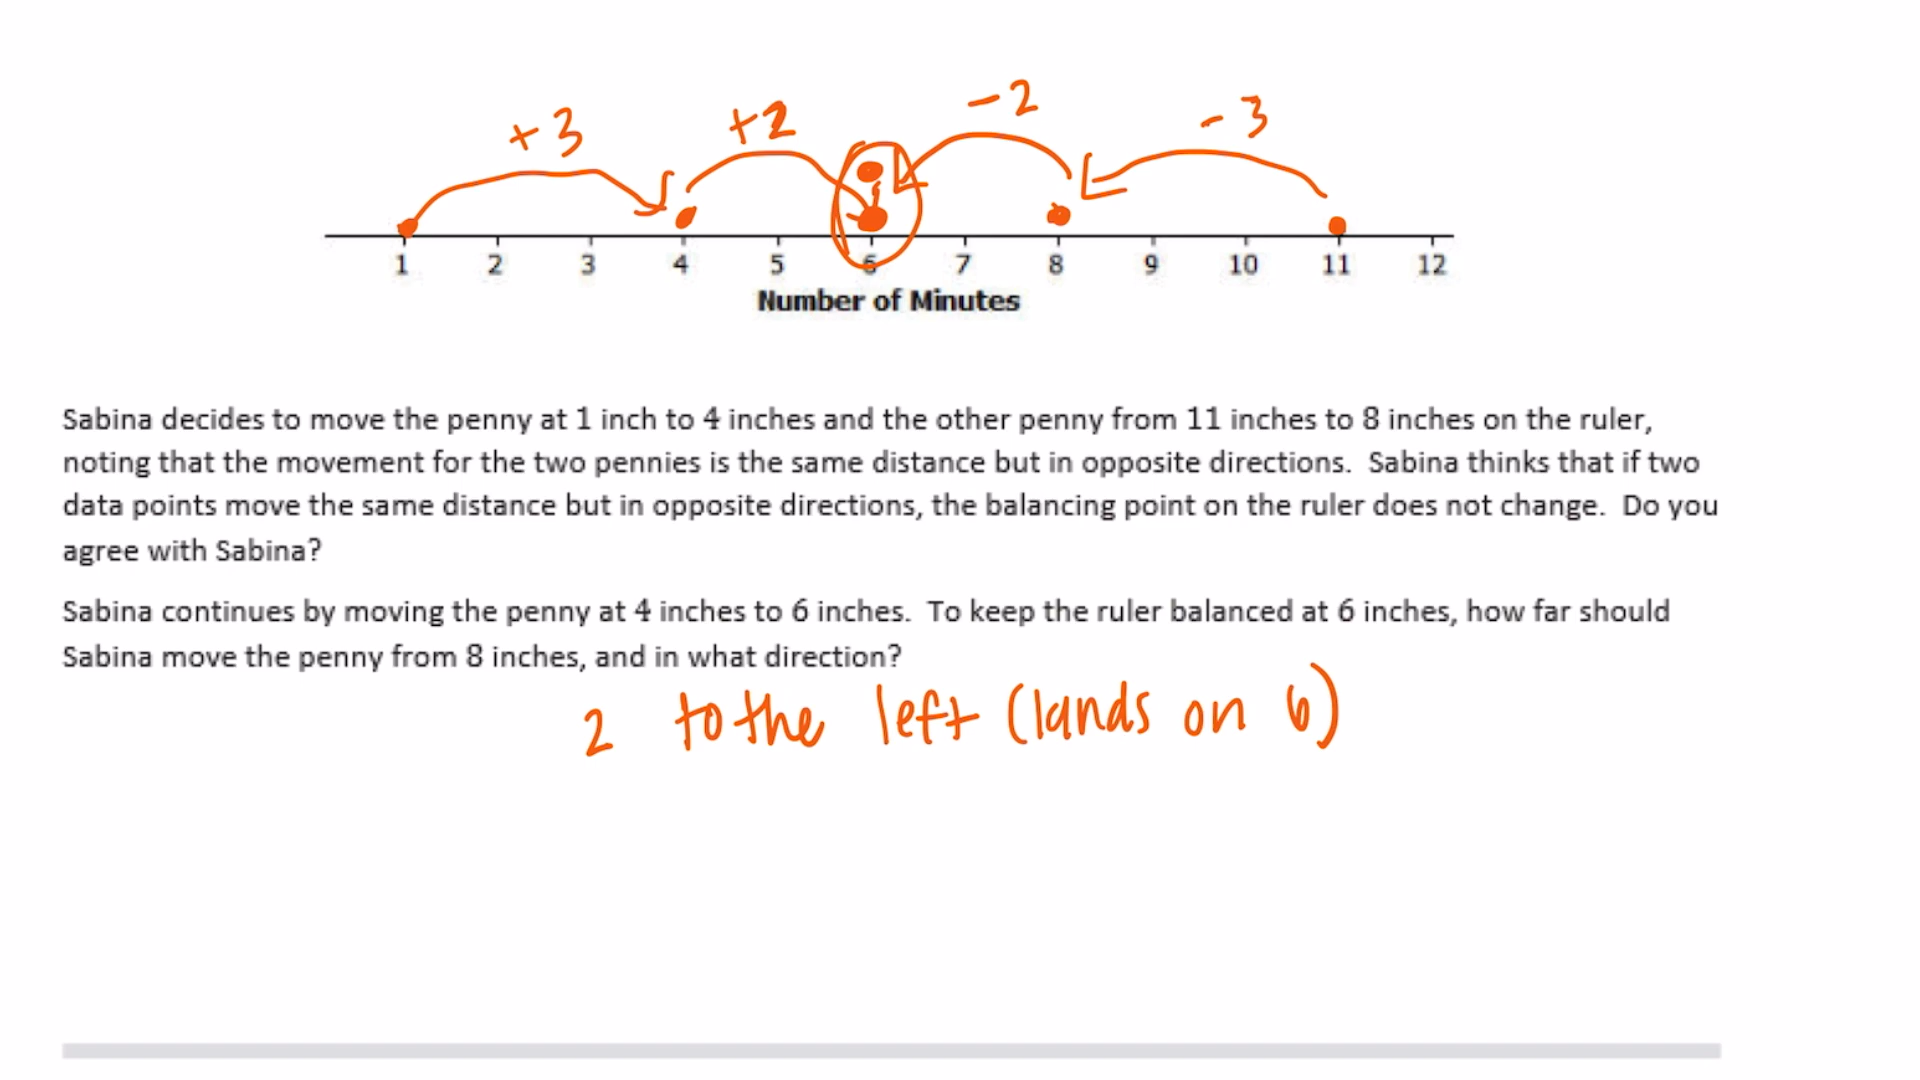 +3 +2 -2 -3
1 2 3 4 5 6 7 8 9 10 11 12
Number of Minutes
Sabina decides to move the penny at 1 inch to 4 inches and the other penny from 11 inches to 8 inches on the ruler,
noting that the movement for the two pennies is the same distance but in opposite directions. Sabina thinks that if two
data points move the same distance but in opposite directions, the balancing point on the ruler does not change. Do you
agree with Sabina?
Sabina continues by moving the penny at 4 inches to 6 inches. To keep the ruler balanced at 6 inches, how far should
Sabina move the penny from 8 inches, and in what direction?
2 to the left (lands on 6)